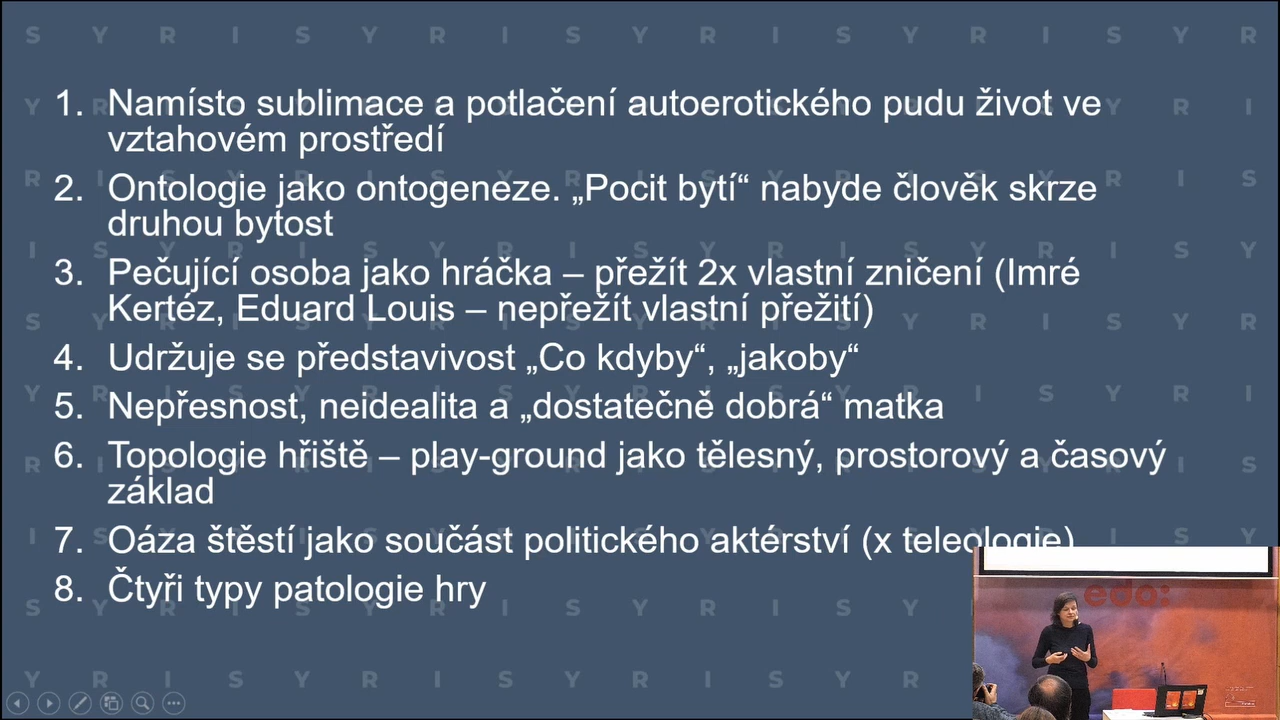 S Y R I S Y R I S Y R I S Y R I S Y R
1. Namísto sublimace a potlačení autoerotického pudu život ve
vztahovém prostředí
2. Ontologie jako ontogeneze. „Pocit bytí“ nabyde člověk skrze
druhou bytost
3. Pečující osoba jako hráčka – přežít 2x vlastní zničení (Imré
Kertéz, Eduard Louis – nepřežít vlastní přežití)
4. Udržuje se představivost „Co kdyby“, „jakoby“
5. Nepřesnost, neidealita a „dostatečně dobrá“ matka
6. Topologie hřiště – play-ground jako tělesný, prostorový a časový
základ
7. Oáza štěstí jako součást politického aktérství (x teleologie)
8. Čtyři typy patologie hry
S Y R I S Y R I S Y R I S Y
Y R I S Y R I S Y R I S Y R
edo: